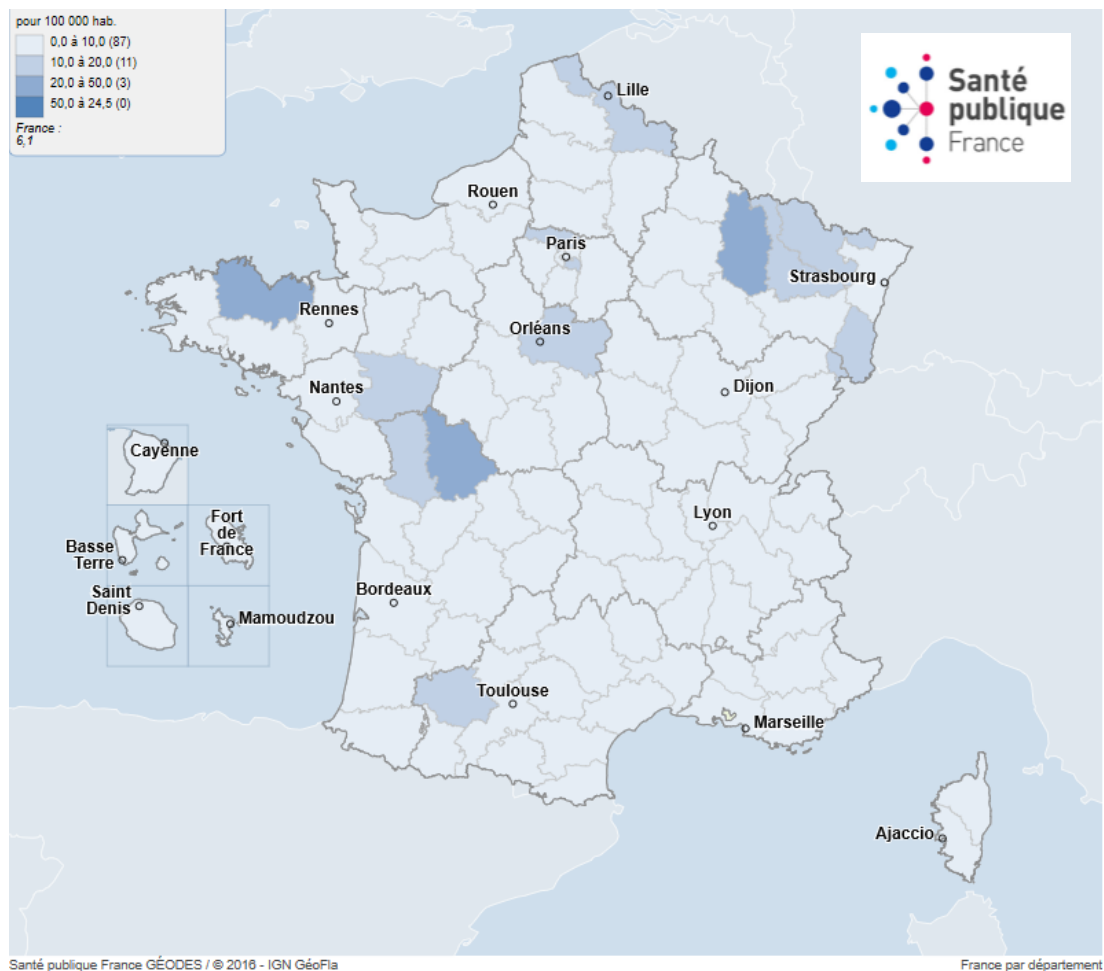 pour 100 000 hab.
0,0 à 10,0 (87)
10,0 à 20,0 (11)
20,0 à 50,0 (3)
50,0 à 24,5 (0)
France :
6,1
Santé
publique
France
Lille
Rouen
Paris
Strasbourg
Rennes
Orléans
Nantes
Dijon
Cayenne
Lyon
Fort
de
France
Basse
Terre
Saint
Denis
Bordeaux
Mamoudzou
Toulouse
Marseille
Ajaccio
Santé publique France GÉODES / © 2016 - IGN GéoFla
France par département